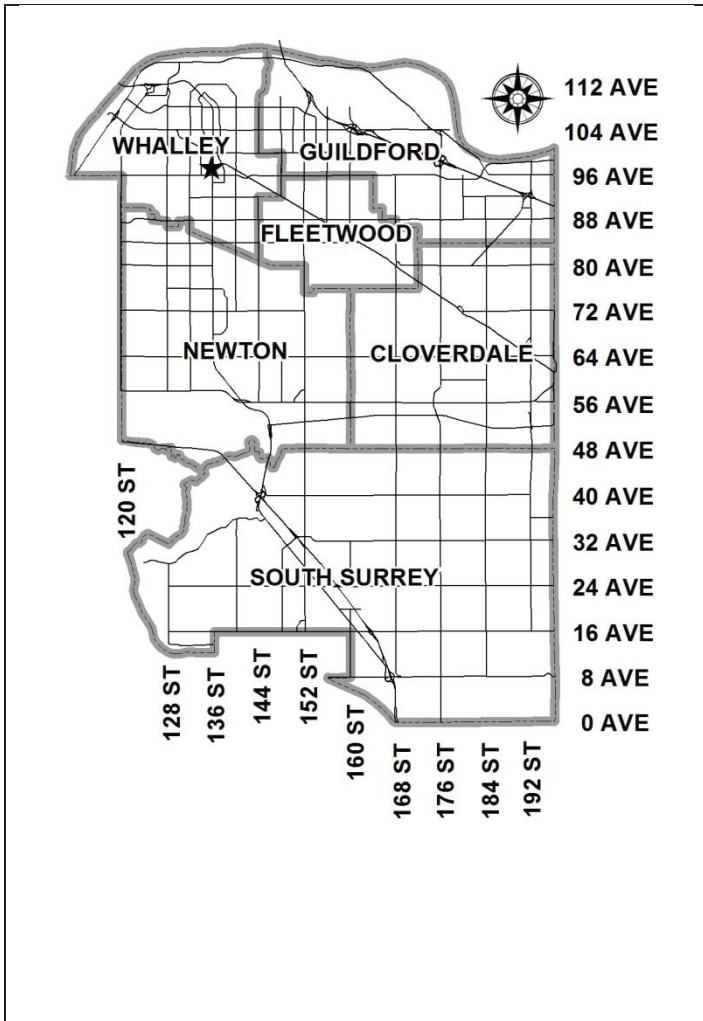 112 AVE
104 AVE
WHALLEY
GUILDFORD
96 AVE
88 AVE
FLEETWOOD
80 AVE
72 AVE
NEWTON
CLOVERDALE
64 AVE
56 AVE
48 AVE
120 ST
40 AVE
32 AVE
SOUTH SURREY
24 AVE
16 AVE
8 AVE
0 AVE
128 ST
136 ST
144 ST
152 ST
160 ST
168 ST
176 ST
184 ST
192 ST